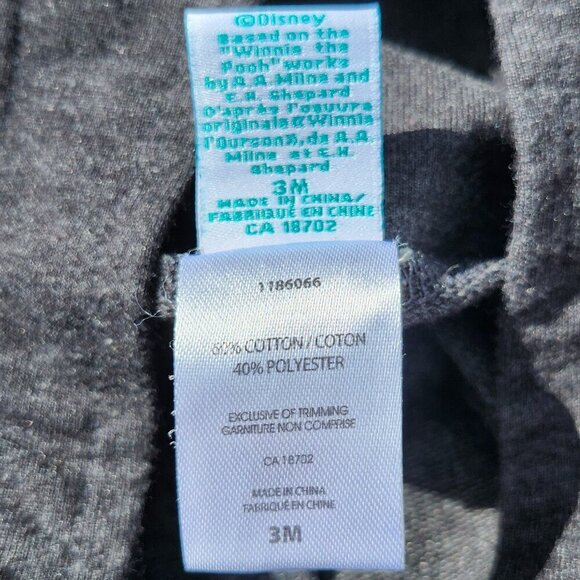 ©Disney
Based on the
"Winnie the
Pooh" works
by A.A. Milne and
E.H. Shepard
D'après l'oeuvre
originale «Winnie
l'Ourson», de A.A.
Milne et E.H.
Shepard
3M
MADE IN CHINA/
FABRIQUÉ EN CHINE
CA 18702
1186066
60% COTTON / COTON
40% POLYESTER
EXCLUSIVE OF TRIMMING
GARNITURE NON COMPRISE
CA 18702
MADE IN CHINA
FABRIQUÉ EN CHINE
3M